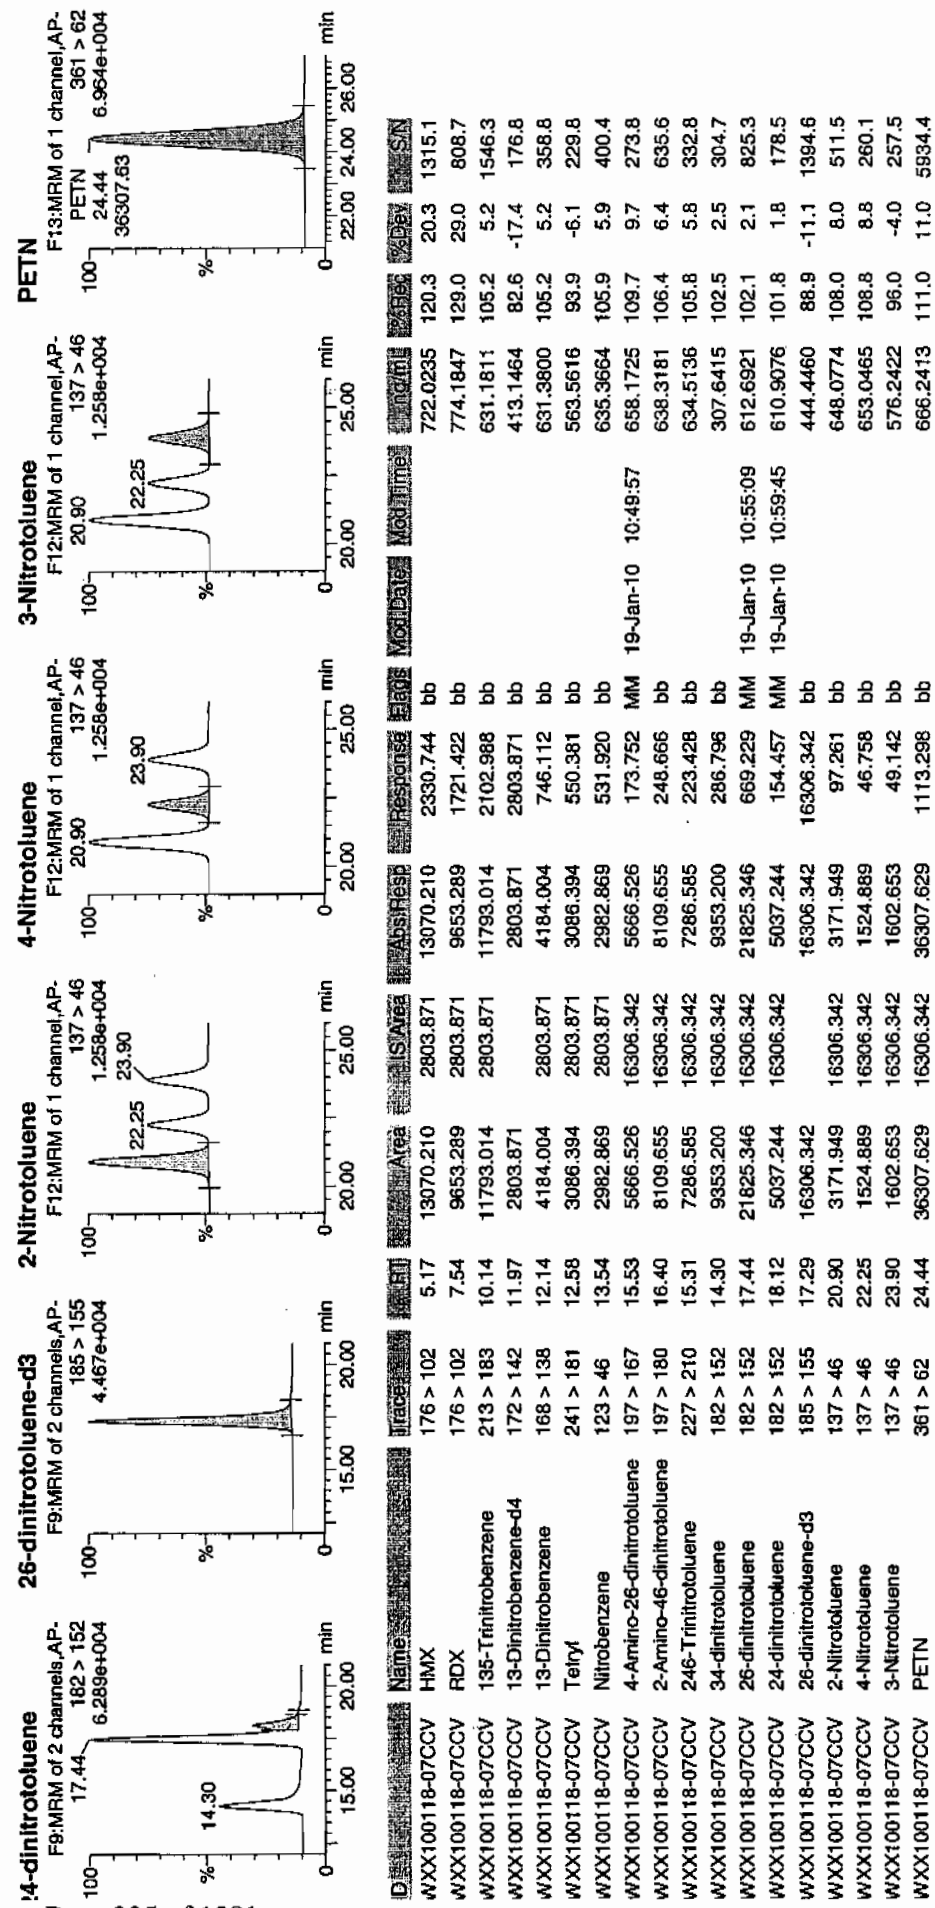 !4-dinitrotoluene
F9:MRM of 2 channels,AP-
182 > 152
6.289e+004
17.44
14.30
100
%
0
15.00
20.00
min
26-dinitrotoluene-d3
F9:MRM of 2 channels,AP-
185 > 155
4.467e+004
100
%
0
15.00
20.00
min
2-Nitrotoluene
F12:MRM of 1 channel,AP-
137 > 46
1.258e+004
22.25
23.90
100
%
0
20.00
25.00
min
4-Nitrotoluene
F12:MRM of 1 channel,AP-
20.90
137 > 46
1.258e+004
23.90
100
%
0
20.00
25.00
min
3-Nitrotoluene
F12:MRM of 1 channel,AP-
20.90
137 > 46
1.258e+004
22.25
100
%
0
20.00
25.00
min
PETN
F13:MRM of 1 channel,AP-
PETN
24.44
36307.63
361 > 62
6.964e+004
100
%
0
22.00
24.00
26.00
min
ID Name Trace RT Area IS Area Abs.Resp Response Flags Mod.Date Mod.Time ng/mL %Rec %Dev S/N
WXX100118-07CCV HMX 176 > 102 5.17 13070.210 2803.871 13070.210 2330.744 bb 722.0235 120.3 20.3 1315.1
WXX100118-07CCV RDX 176 > 102 7.54 9653.289 2803.871 9653.289 1721.422 bb 774.1847 129.0 29.0 808.7
WXX100118-07CCV 135-Trinitrobenzene 213 > 183 10.14 11793.014 2803.871 11793.014 2102.988 bb 631.1811 105.2 5.2 1546.3
WXX100118-07CCV 13-Dinitrobenzene-d4 172 > 142 11.97 2803.871 2803.871 2803.871 bb 413.1464 82.6 -17.4 176.8
WXX100118-07CCV 13-Dinitrobenzene 168 > 138 12.14 4184.004 2803.871 4184.004 746.112 bb 631.3800 105.2 5.2 358.8
WXX100118-07CCV Tetryl 241 > 181 12.58 3086.394 2803.871 3086.394 550.381 bb 563.5616 93.9 -6.1 229.8
WXX100118-07CCV Nitrobenzene 123 > 46 13.54 2982.869 2803.871 2982.869 531.920 bb 635.3664 105.9 5.9 400.4
WXX100118-07CCV 4-Amino-26-dinitrotoluene 197 > 167 15.53 5666.526 16306.342 5666.526 173.752 MM 19-Jan-10 10:49:57 658.1725 109.7 9.7 273.8
WXX100118-07CCV 2-Amino-46-dinitrotoluene 197 > 180 16.40 8109.655 16306.342 8109.655 248.666 bb 638.3181 106.4 6.4 635.6
WXX100118-07CCV 246-Trinitrotoluene 227 > 210 15.31 7286.585 16306.342 7286.585 223.428 bb 634.5136 105.8 5.8 332.8
WXX100118-07CCV 34-dinitrotoluene 182 > 152 14.30 9353.200 16306.342 9353.200 286.796 bb 307.6415 102.5 2.5 304.7
WXX100118-07CCV 26-dinitrotoluene 182 > 152 17.44 21825.346 16306.342 21825.346 669.229 MM 19-Jan-10 10:55:09 612.6921 102.1 2.1 825.3
WXX100118-07CCV 24-dinitrotoluene 182 > 152 18.12 5037.244 16306.342 5037.244 154.457 MM 19-Jan-10 10:59:45 610.9076 101.8 1.8 178.5
WXX100118-07CCV 26-dinitrotoluene-d3 185 > 155 17.29 16306.342 16306.342 16306.342 bb 444.4460 88.9 -11.1 1394.6
WXX100118-07CCV 2-Nitrotoluene 137 > 46 20.90 3171.949 16306.342 3171.949 97.261 bb 648.0774 108.0 8.0 511.5
WXX100118-07CCV 4-Nitrotoluene 137 > 46 22.25 1524.889 16306.342 1524.889 46.758 bb 653.0465 108.8 8.8 260.1
WXX100118-07CCV 3-Nitrotoluene 137 > 46 23.90 1602.653 16306.342 1602.653 49.142 bb 576.2422 96.0 -4.0 257.5
WXX100118-07CCV PETN 361 > 62 24.44 36307.629 16306.342 36307.629 1113.298 bb 666.2413 111.0 11.0 5934.4